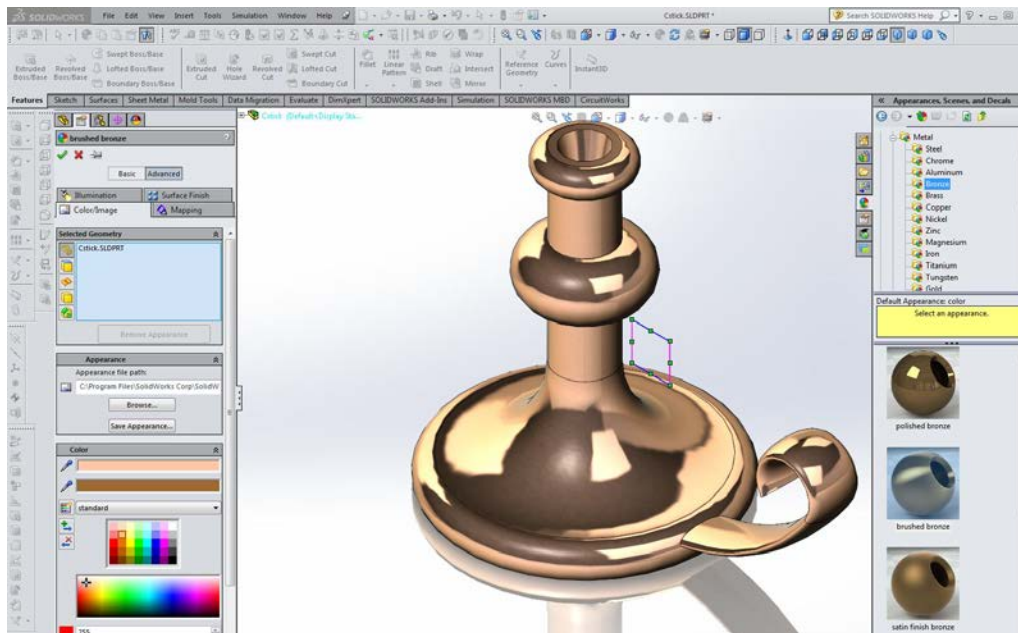 SOLIDWORKS File Edit View Insert Tools Simulation Window Help
Cstick.SLDPRT *
Search SOLIDWORKS Help
Extruded Boss/Base
Revolved Boss/Base
Swept Boss/Base
Lofted Boss/Base
Boundary Boss/Base
Extruded Cut
Hole Wizard
Revolved Cut
Swept Cut
Lofted Cut
Boundary Cut
Fillet
Linear Pattern
Rib
Draft
Shell
Wrap
Intersect
Mirror
Reference Geometry
Curves
Instant3D
Features Sketch Surfaces Sheet Metal Mold Tools Data Migration Evaluate DimXpert SOLIDWORKS Add-Ins Simulation SOLIDWORKS MBD CircuitWorks
Cstick (Default<Display Sta...
brushed bronze
Basic Advanced
Illumination Surface Finish
Color/Image Mapping
Selected Geometry
Cstick.SLDPRT
Remove Appearance
Appearance
Appearance file path:
C:\Program Files\SolidWorks Corp\SolidW
Browse...
Save Appearance...
Color
standard
255
Appearances, Scenes, and Decals
Metal
Steel
Chrome
Aluminum
Bronze
Brass
Copper
Nickel
Zinc
Magnesium
Iron
Titanium
Tungsten
Gold
Default Appearance: color
Select an appearance.
polished bronze
brushed bronze
satin finish bronze